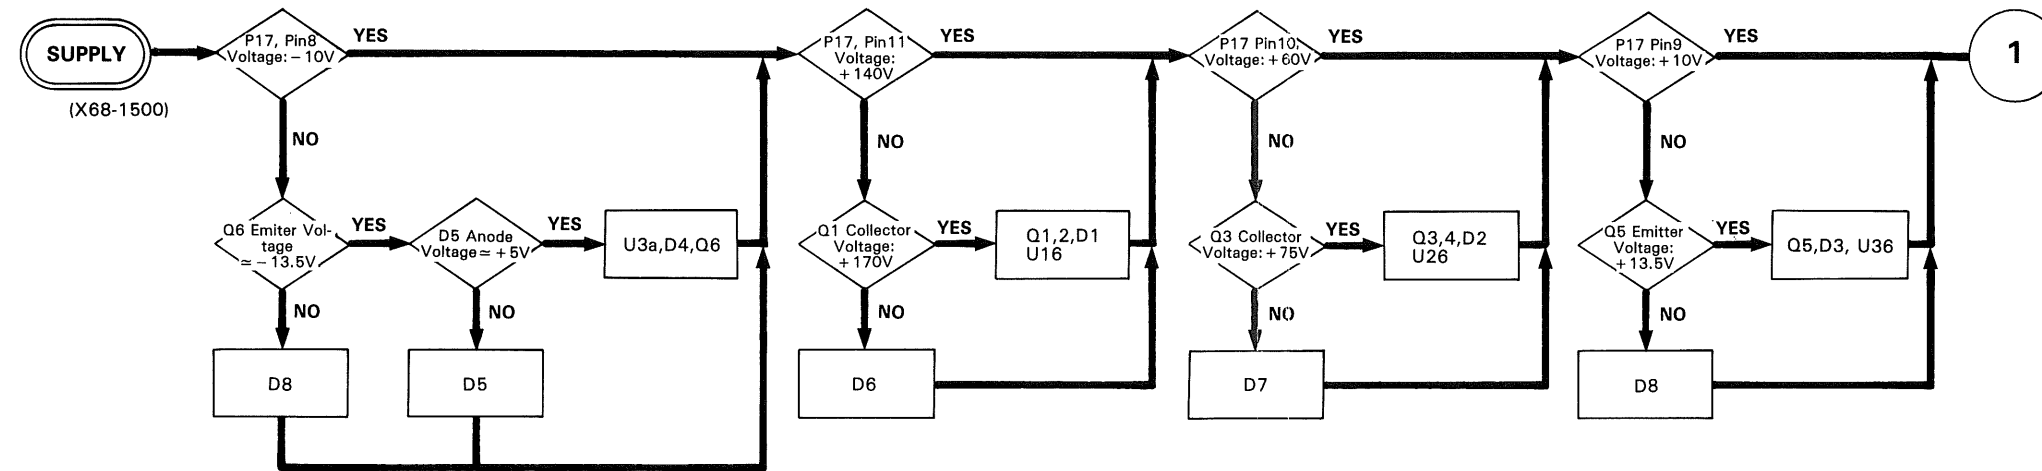 SUPPLY
(X68-1500)
P17, Pin8
Voltage: – 10V
YES
NO
Q6 Emiter Vol-
tage
≃ – 13.5V
YES
NO
D8
D5 Anode
Voltage ≃ + 5V
YES
NO
D5
U3a, D4, Q6
P17, Pin11
Voltage:
+ 140V
YES
NO
Q1 Collector
Voltage:
+ 170V
YES
NO
D6
Q1,2,D1
U16
P17 Pin10,
Voltage: + 60V
YES
NO
Q3 Collector
Voltage: + 75V
YES
NO
D7
Q3,4,D2
U26
P17 Pin9
Voltage: + 10V
YES
NO
Q5 Emitter
Voltage:
+ 13.5V
YES
NO
D8
Q5,D3, U36
1